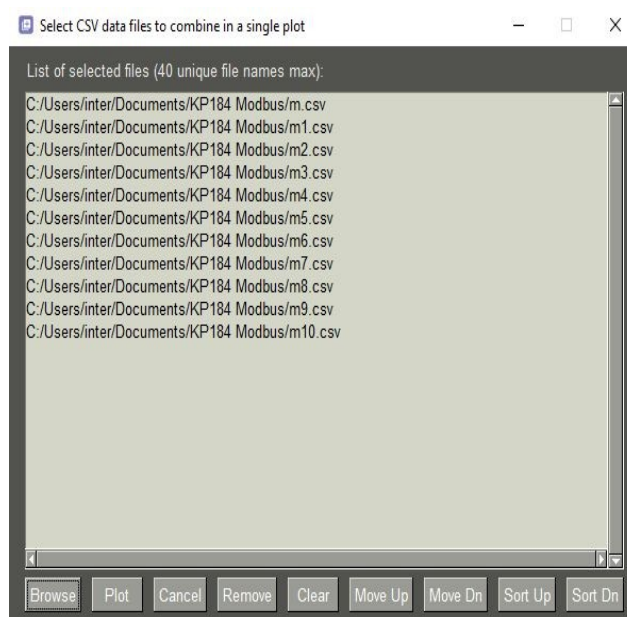 Select CSV data files to combine in a single plot
List of selected files (40 unique file names max):
C:/Users/inter/Documents/KP184 Modbus/m.csv
C:/Users/inter/Documents/KP184 Modbus/m1.csv
C:/Users/inter/Documents/KP184 Modbus/m2.csv
C:/Users/inter/Documents/KP184 Modbus/m3.csv
C:/Users/inter/Documents/KP184 Modbus/m4.csv
C:/Users/inter/Documents/KP184 Modbus/m5.csv
C:/Users/inter/Documents/KP184 Modbus/m6.csv
C:/Users/inter/Documents/KP184 Modbus/m7.csv
C:/Users/inter/Documents/KP184 Modbus/m8.csv
C:/Users/inter/Documents/KP184 Modbus/m9.csv
C:/Users/inter/Documents/KP184 Modbus/m10.csv
Browse Plot Cancel Remove Clear Move Up Move Dn Sort Up Sort Dn